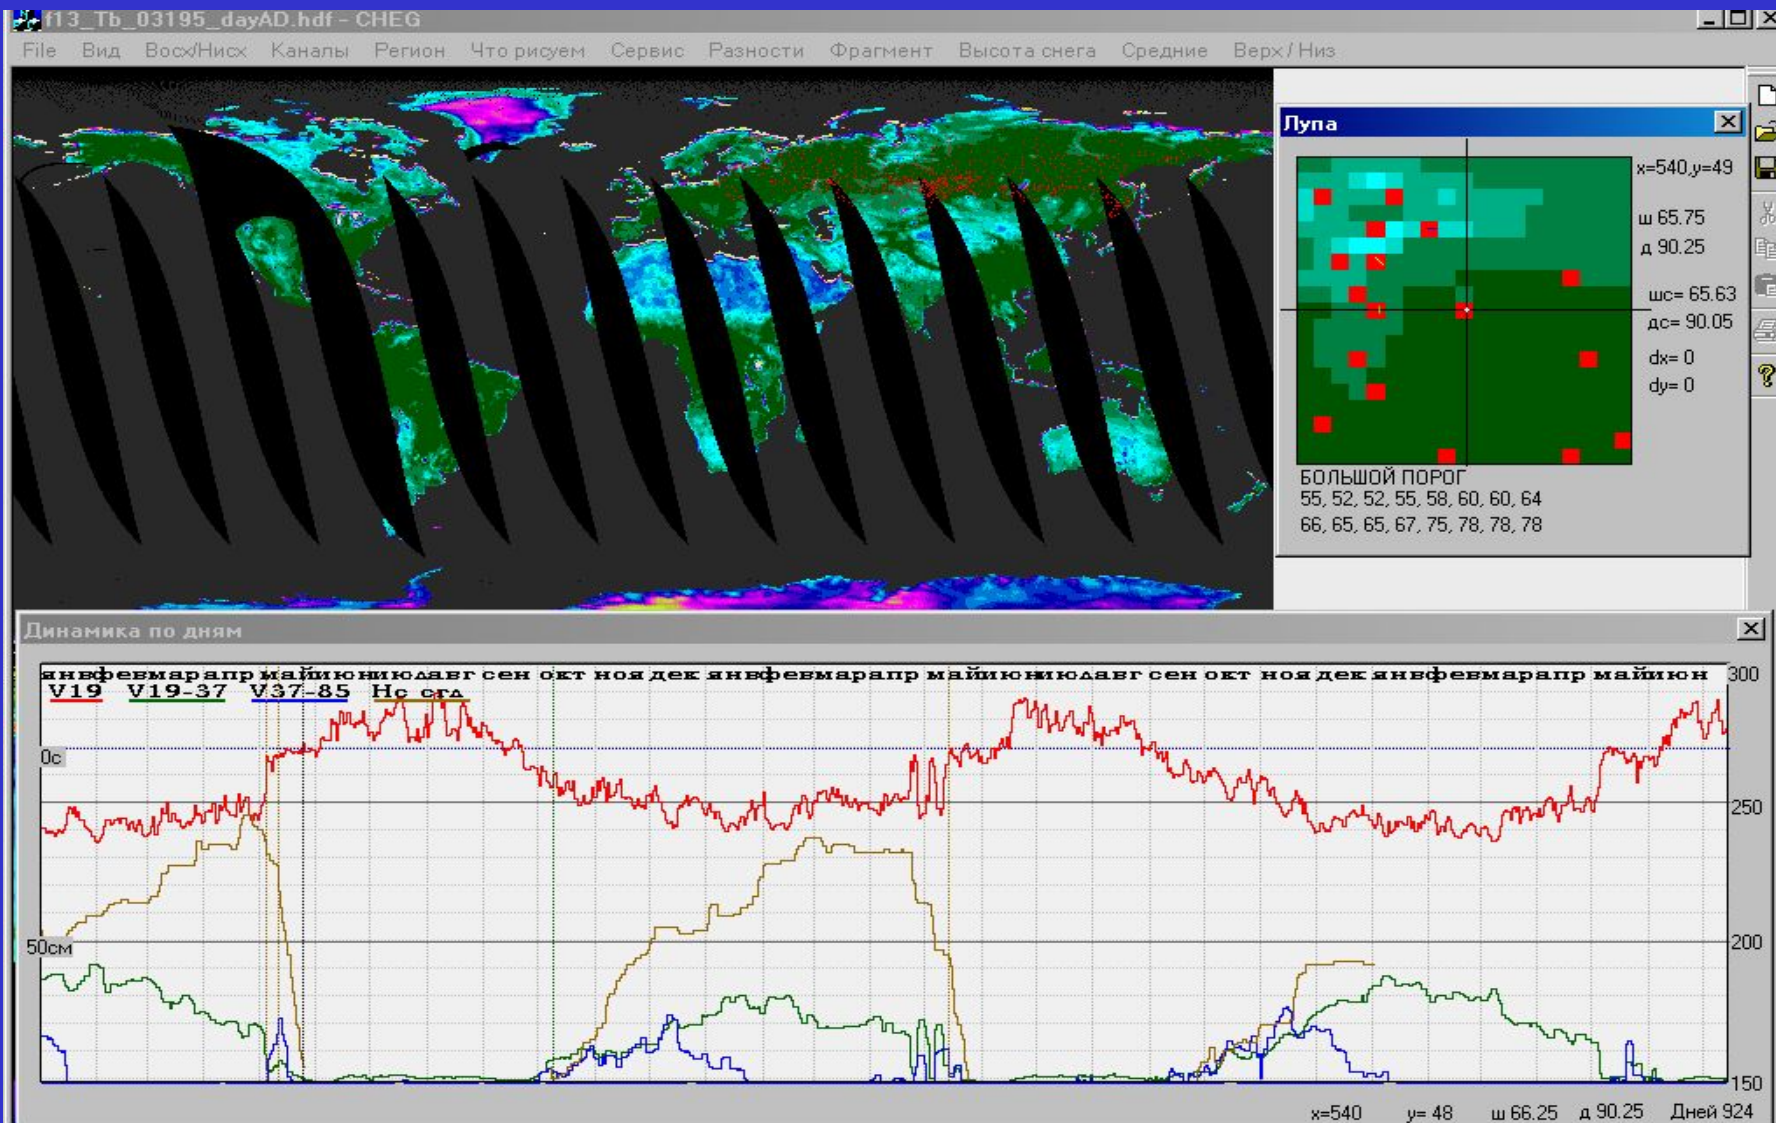 f13_Tb_03195_dayAD.hdf - CHEG
File Вид Восх/Нисх Каналы Регион Что рисуем Сервис Разности Фрагмент Высота снега Средние Верх / Низ
Лупа
x=540,y=49
ш 65.75
д 90.25
шс= 65.63
дс= 90.05
dx= 0
dy= 0
БОЛЬШОЙ ПОРОГ
55, 52, 52, 55, 58, 60, 60, 64
66, 65, 65, 67, 75, 78, 78, 78
Динамика по дням
янвфевмарапрмайиюниюлавг сен окт ноя дек янвфевмарапр майиюниюлавг сен окт ноя дек янвфевмарапр майиюн 300
V19 V19-37 V37-85 Нс сгл
0с
250
50см 200
150
x=540 y= 48 ш 66.25 д 90.25 Дней 924